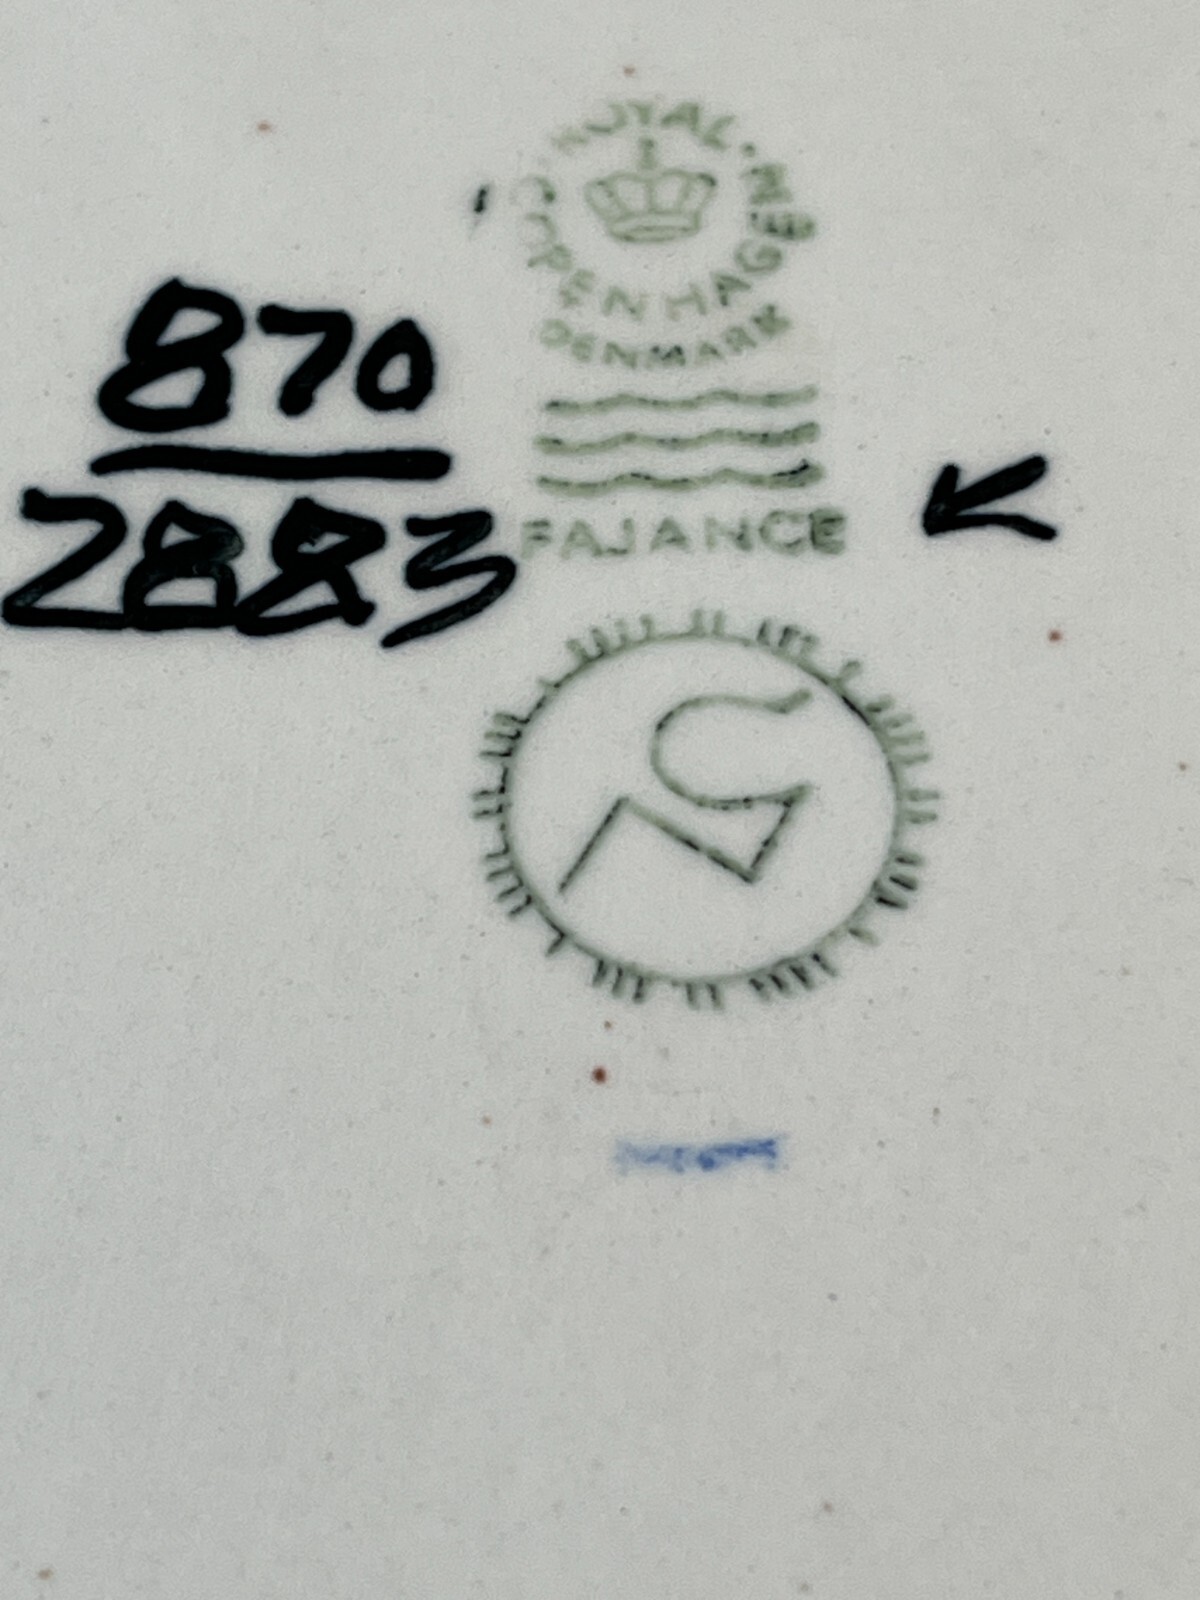 ROYAL
COPENHAGEN
DENMARK
870
2883
FAJANCE